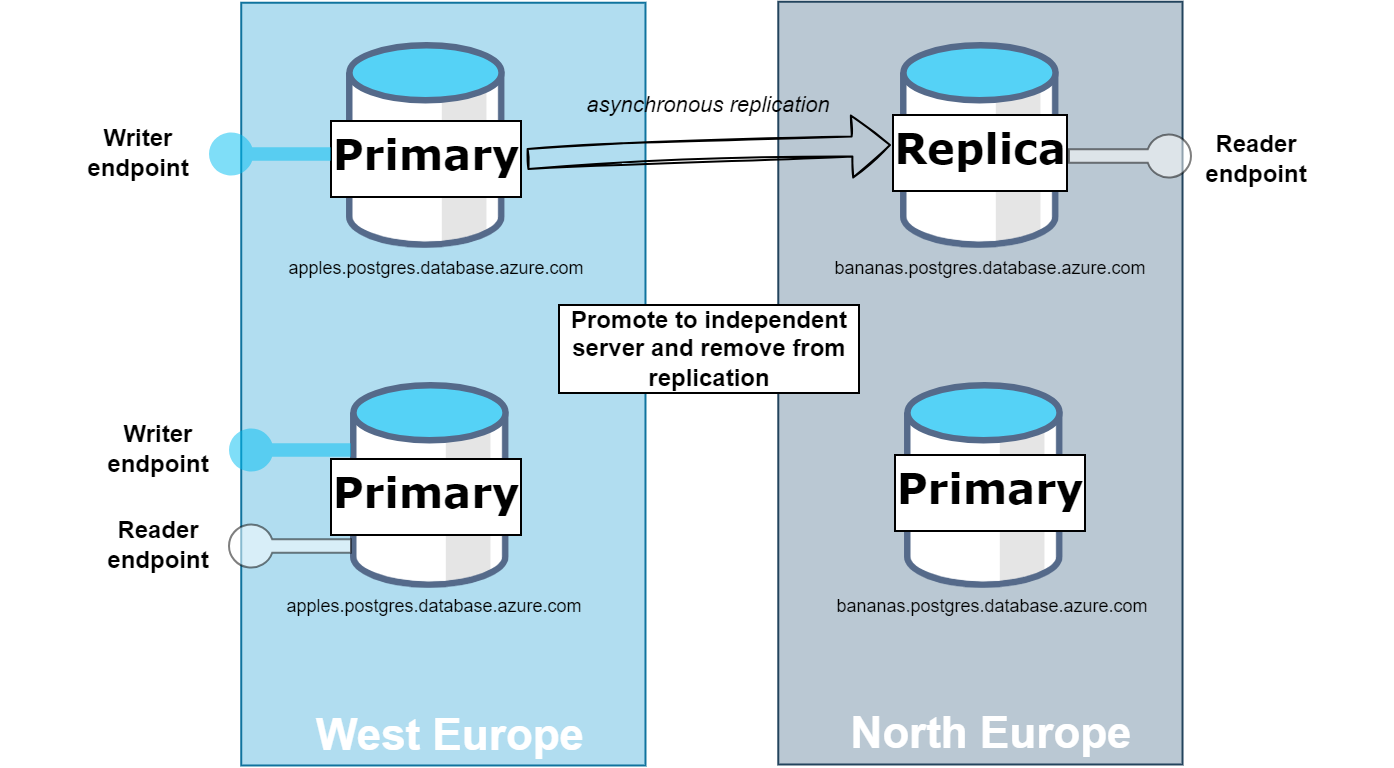 asynchronous replication
Writer
endpoint
Primary
Replica
Reader
endpoint
apples.postgres.database.azure.com
bananas.postgres.database.azure.com
Promote to independent
server and remove from
replication
Writer
endpoint
Primary
Primary
Reader
endpoint
apples.postgres.database.azure.com
bananas.postgres.database.azure.com
West Europe
North Europe